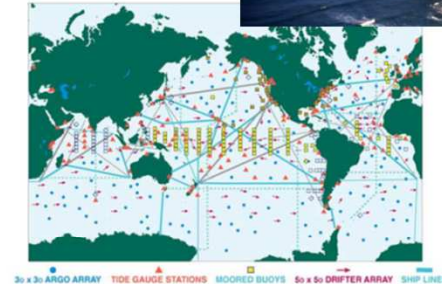 3o x 3o ARGO ARRAY TIDE GAUGE STATIONS MOORED BUOYS 5o x 5o DRIFTER ARRAY SHIP LINE